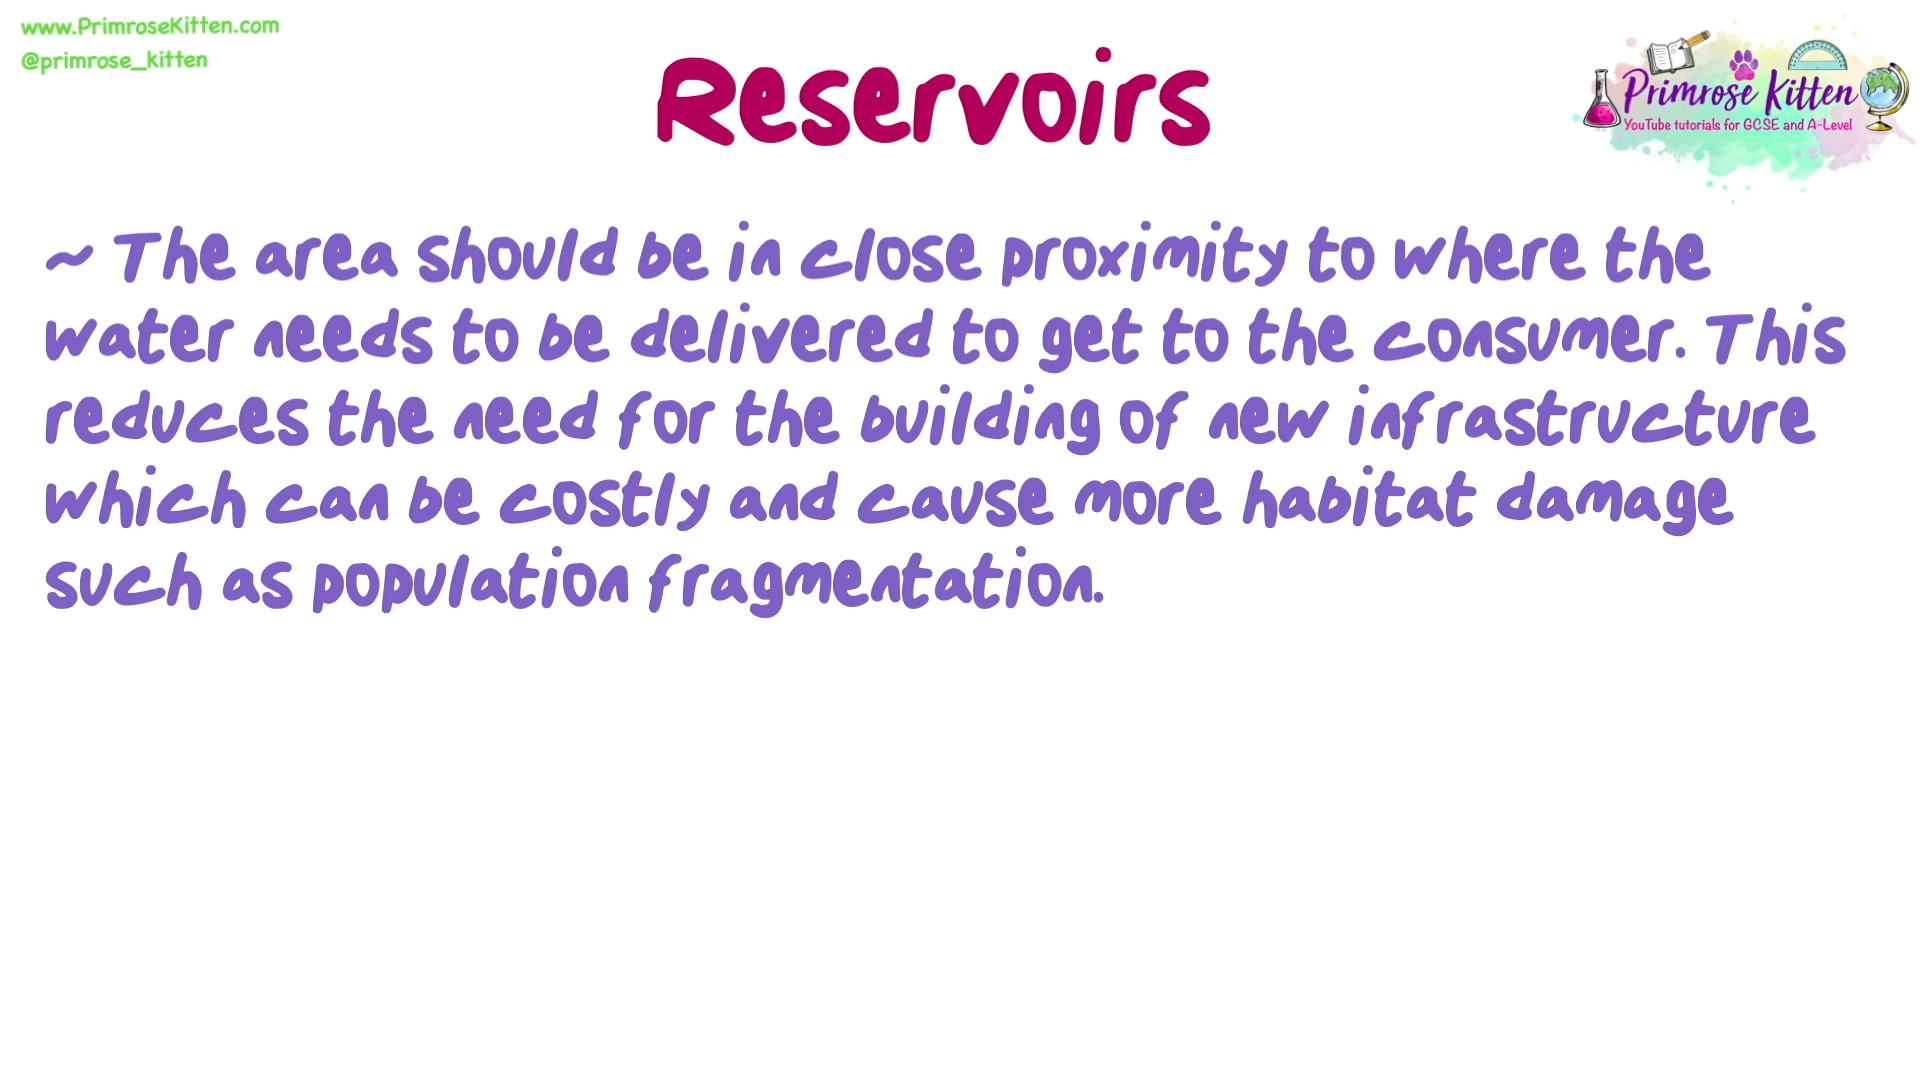 www.PrimroseKitten.com
@primrose_kitten
Reservoirs
Primrose Kitten
YouTube tutorials for GCSE and A-Level
~ The area should be in close proximity to where the
water needs to be delivered to get to the consumer. This
reduces the need for the building of new infrastructure
which can be costly and cause more habitat damage
such as population fragmentation.